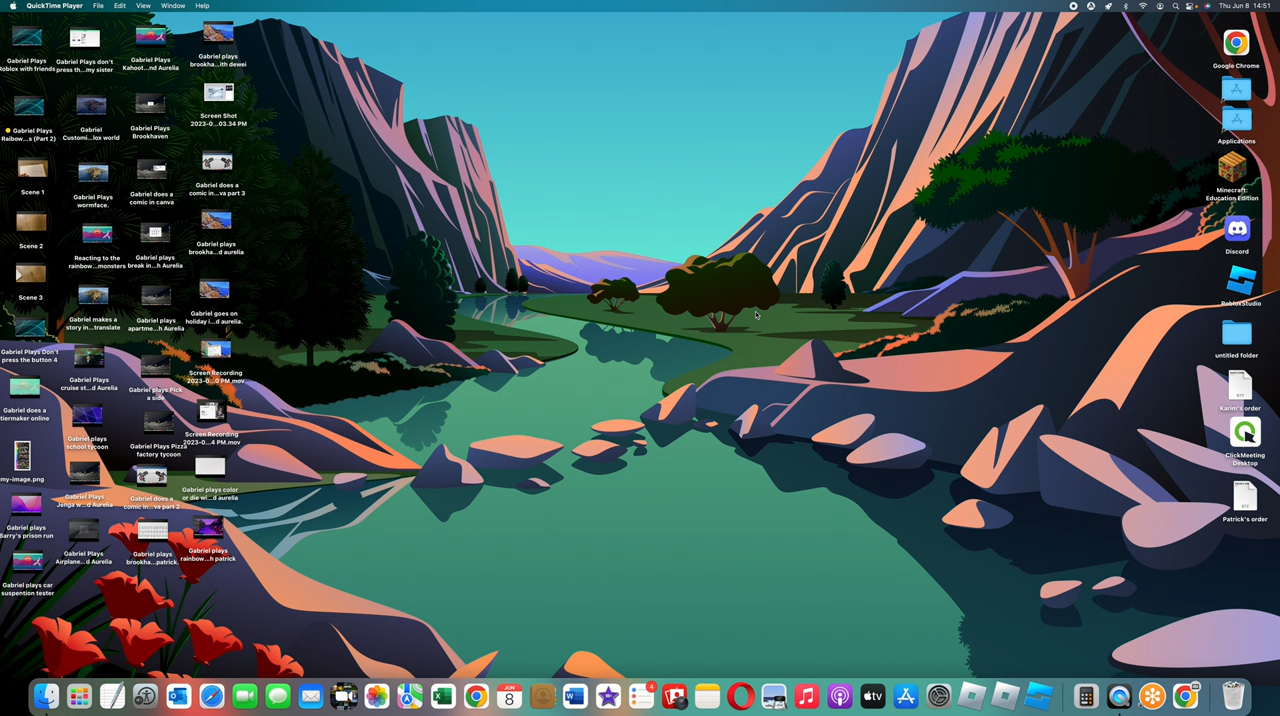 QuickTime Player File Edit View Window Help
Thu Jun 8 14:51
Gabriel Plays
Roblox with friends
Gabriel Plays don't
press th...my sister
Gabriel Plays
Kahoot...nd Aurelia
Gabriel plays
brookha...ith dewei
Gabriel Plays
Raibow...s (Part 2)
Gabriel
Customi...lox world
Gabriel Plays
Brookhaven
Screen Shot
2023-0...03.34 PM
Scene 1
Gabriel Plays
wormface.
Gabriel does a
comic in canva
Gabriel does a
comic in...va part 3
Scene 2
Reacting to the
rainbow...monsters
Gabriel plays
break in...h Aurelia
Gabriel plays
brookha...d aurelia
Scene 3
Gabriel makes a
story in...translate
Gabriel plays
apartme...h Aurelia
Gabriel goes on
holiday i...d aurelia.
Gabriel Plays Don't
press the button 4
Gabriel Plays
cruise st...d Aurelia
Gabriel plays Pick
a side
Screen Recording
2023-0...0 PM.mov
Gabriel does a
tiermaker online
Gabriel plays
school tycoon
Gabriel Plays Pizza
factory tycoon
Screen Recording
2023-0...4 PM.mov
my-image.png
Gabriel Plays
Jenga w...d Aurelia
Gabriel does a
comic in...va part 2
Gabriel plays color
or die wi...d aurelia
Gabriel plays
Barry's prison run
Gabriel Plays
Airplane...d Aurelia
Gabriel plays
brookha...patrick.
Gabriel plays
rainbow...h patrick
Gabriel plays car
suspention tester
Google Chrome
Applications
Minecraft:
Education Edition
Discord
RobloxStudio
untitled folder
RTF
Karim's order
ClickMeeting
Desktop
RTF
Patrick's order
JUN
8
4
tv